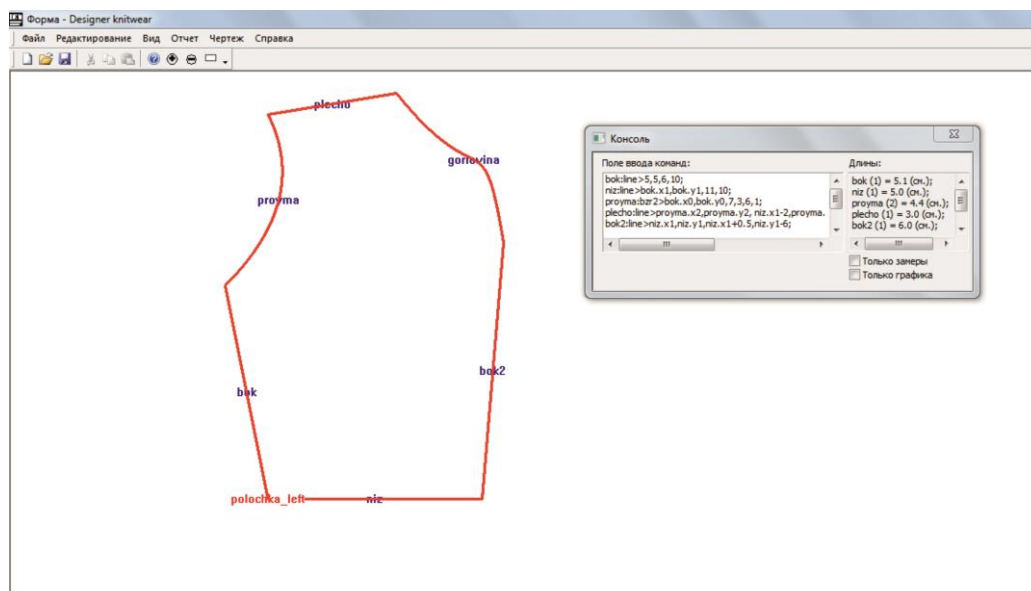 Форма - Designer knitwear
Файл Редактирование Вид Отчет Чертеж Справка
plecho
gorlovina
proyma
bok2
bok
polochka_left niz
Консоль
Поле ввода команд:
bok:line>5,5,6,10;
niz:line>bok.x1,bok.y1,11,10;
proyma:bzr2>bok.x0,bok.y0,7,3,6,1;
plecho:line>proyma.x2,proyma.y2, niz.x1-2,proyma.
bok2:line>niz.x1,niz.y1,niz.x1+0.5,niz.y1-6;
Длины:
bok (1) = 5.1 (см.);
niz (1) = 5.0 (см.);
proyma (2) = 4.4 (см.);
plecho (1) = 3.0 (см.);
bok2 (1) = 6.0 (см.);
Только замеры
Только графика